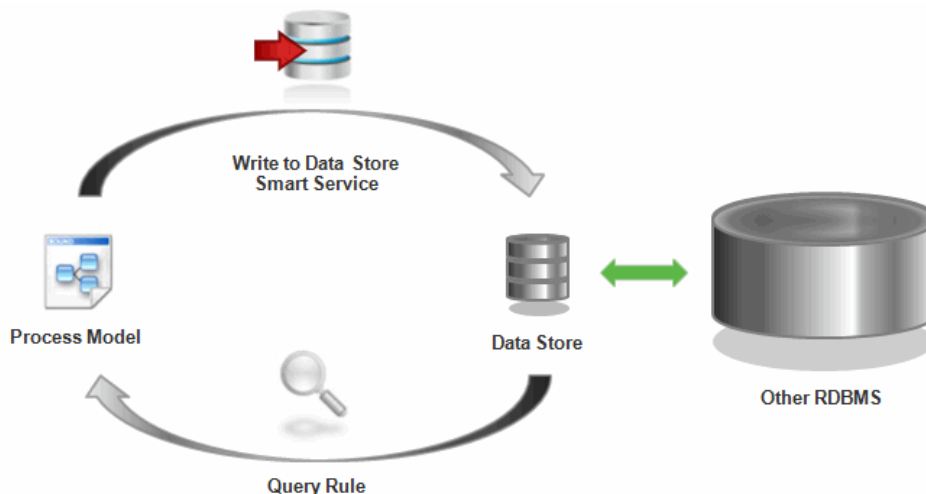 Write to Data Store
Smart Service
Process Model
Data Store
Other RDBMS
Query Rule